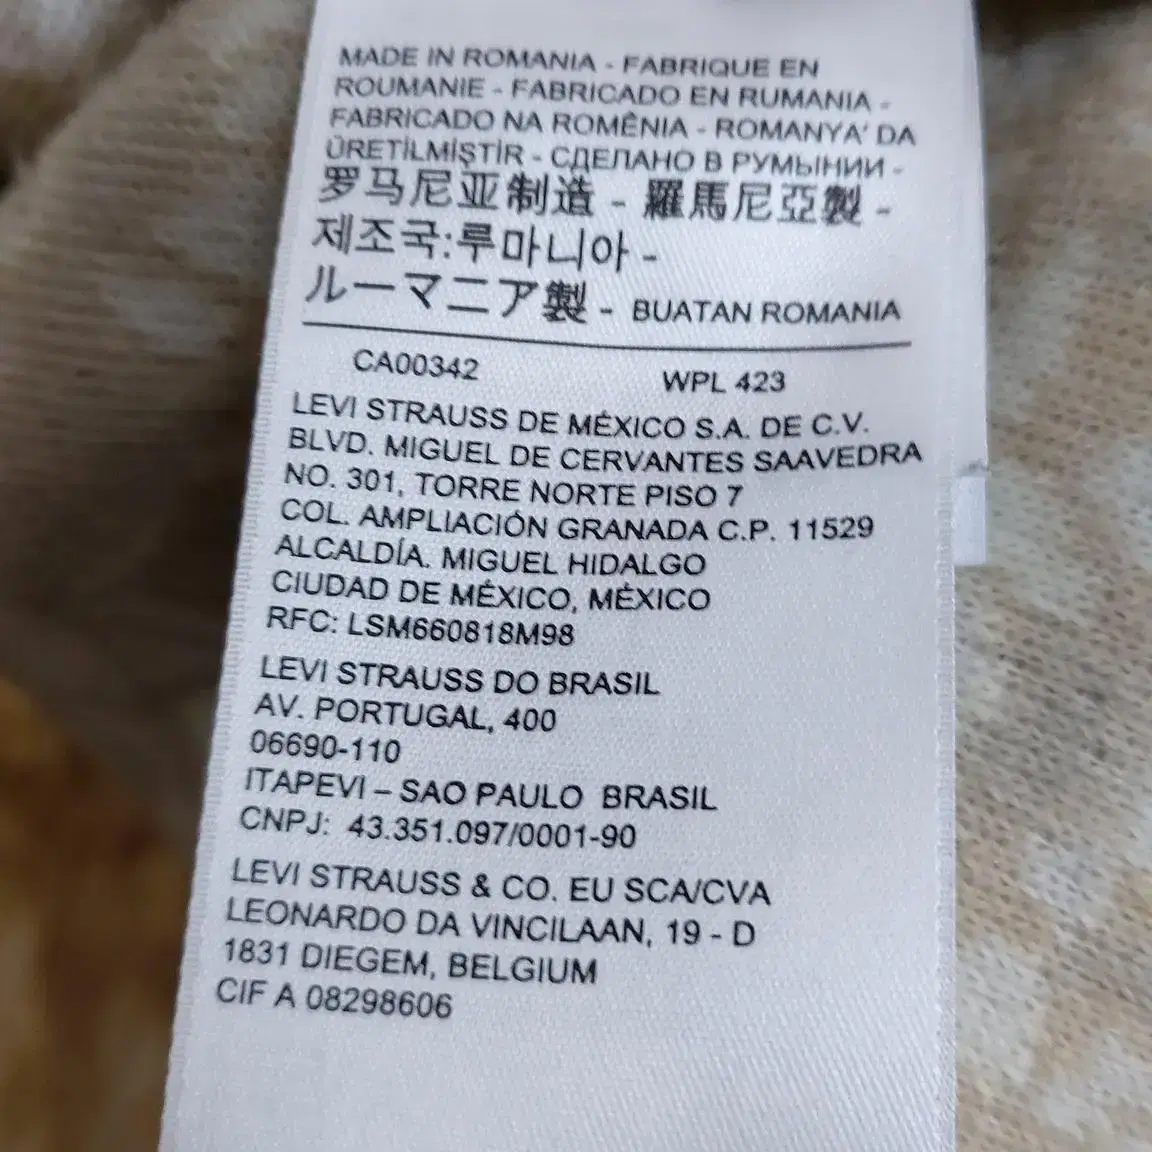 MADE IN ROMANIA - FABRIQUE EN
ROUMANIE - FABRICADO EN RUMANIA -
FABRICADO NA ROMÊNIA - ROMANYA' DA
ÜRETİLMİŞTİR - СДЕЛАНО В РУМЫНИИ -
罗马尼亚制造 - 羅馬尼亞製 -
제조국:루마니아 -
ルーマニア製 - BUATAN ROMANIA
CA00342 WPL 423
LEVI STRAUSS DE MÉXICO S.A. DE C.V.
BLVD. MIGUEL DE CERVANTES SAAVEDRA
NO. 301, TORRE NORTE PISO 7
COL. AMPLIACIÓN GRANADA C.P. 11529
ALCALDÍA. MIGUEL HIDALGO
CIUDAD DE MÉXICO, MÉXICO
RFC: LSM660818M98
LEVI STRAUSS DO BRASIL
AV. PORTUGAL, 400
06690-110
ITAPEVI – SAO PAULO BRASIL
CNPJ: 43.351.097/0001-90
LEVI STRAUSS & CO. EU SCA/CVA
LEONARDO DA VINCILAAN, 19 - D
1831 DIEGEM, BELGIUM
CIF A 08298606